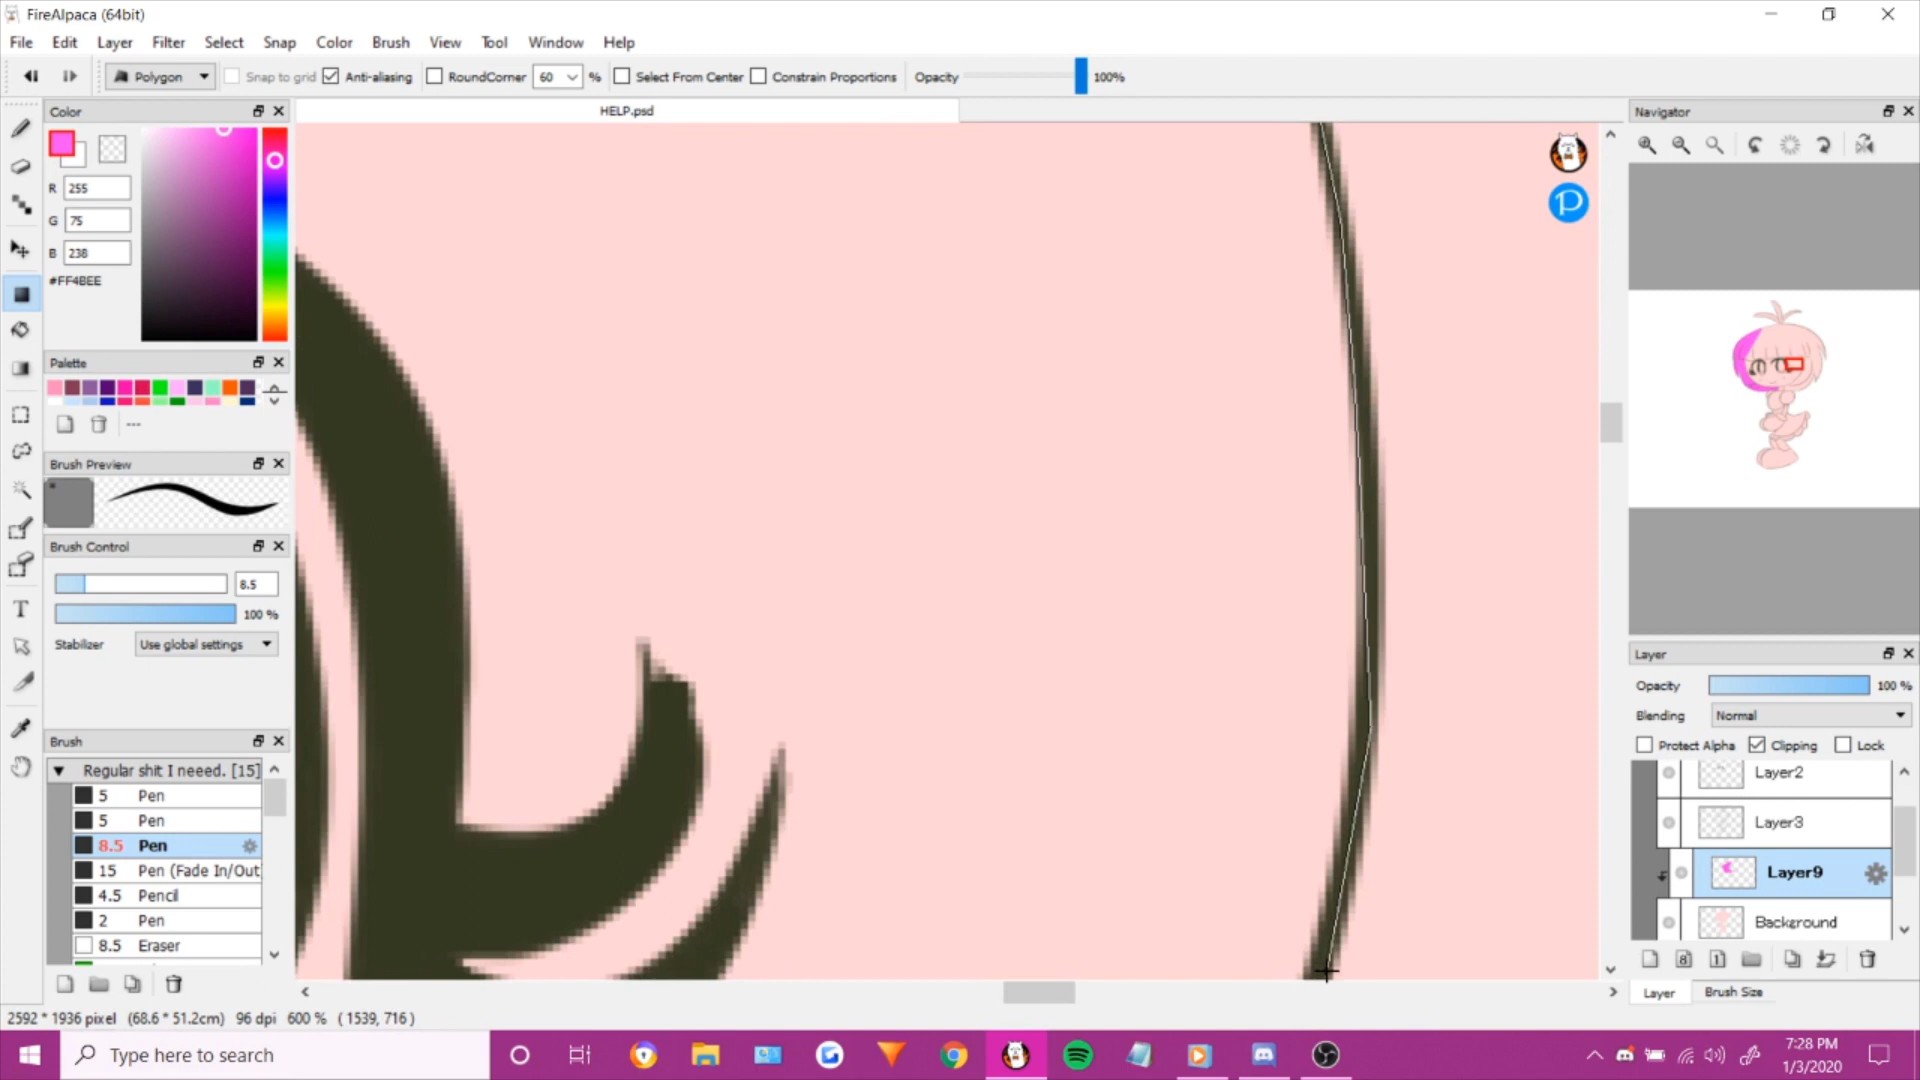 FireAlpaca (64bit)
File Edit Layer Filter Select Snap Color Brush View Tool Window Help
Polygon Snap to grid Anti-aliasing RoundCorner 60 % Select From Center Constrain Proportions Opacity 100%
Color
HELP.psd
Navigator
R 255
G 75
B 238
#FF4BEE
Palette
---
Brush Preview
Brush Control
8.5
100 %
Stabilizer Use global settings
Layer
Opacity 100 %
Blending Normal
Protect Alpha Clipping Lock
Layer2
Layer3
Layer9
Background
Layer Brush Size
Brush
Regular shit I neeed. [15]
5 Pen
5 Pen
8.5 Pen
15 Pen (Fade In/Out
4.5 Pencil
2 Pen
8.5 Eraser
2592 * 1936 pixel (68.6 * 51.2cm) 96 dpi 600 % ( 1539, 716 )
Type here to search
7:28 PM
1/3/2020